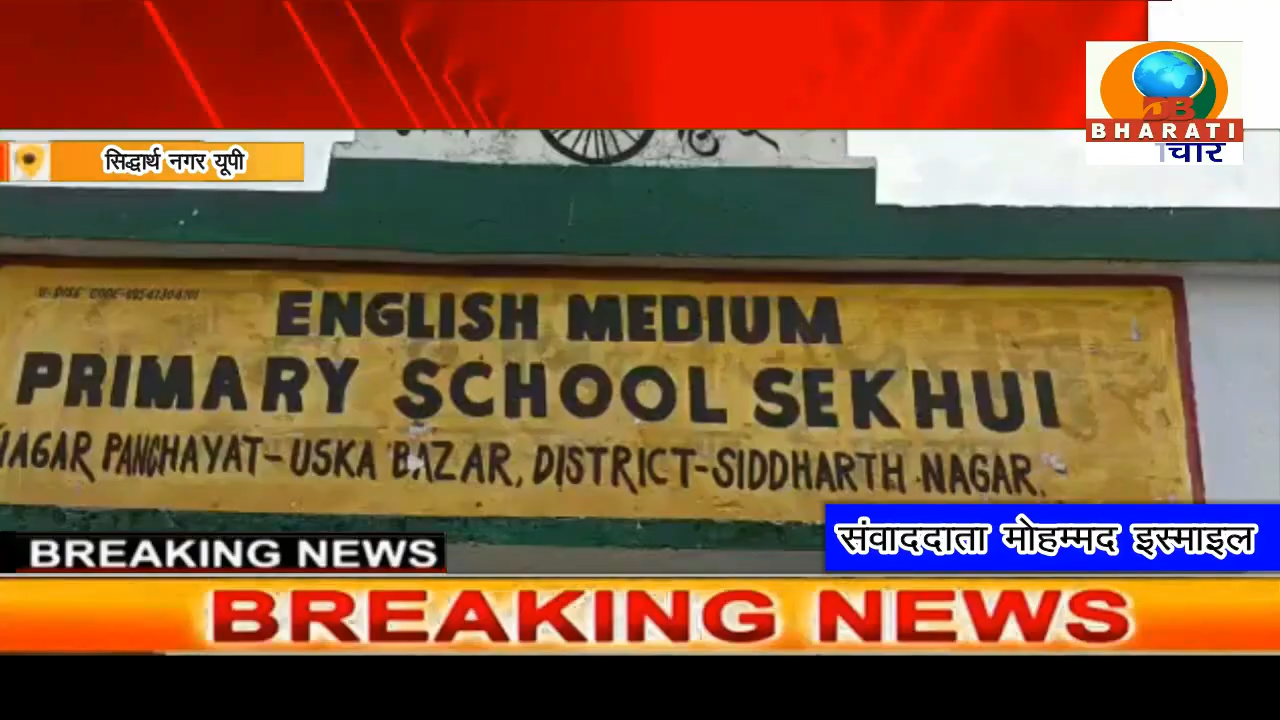 DB
BHARATI
चार
सिद्धार्थ नगर यूपी
ENGLISH MEDIUM
PRIMARY SCHOOL SEKHUI
NAGAR PANCHAYAT-USKA BAZAR, DISTRICT-SIDDHARTH NAGAR.
संवाददाता मोहम्मद इस्माइल
BREAKING NEWS
BREAKING NEWS